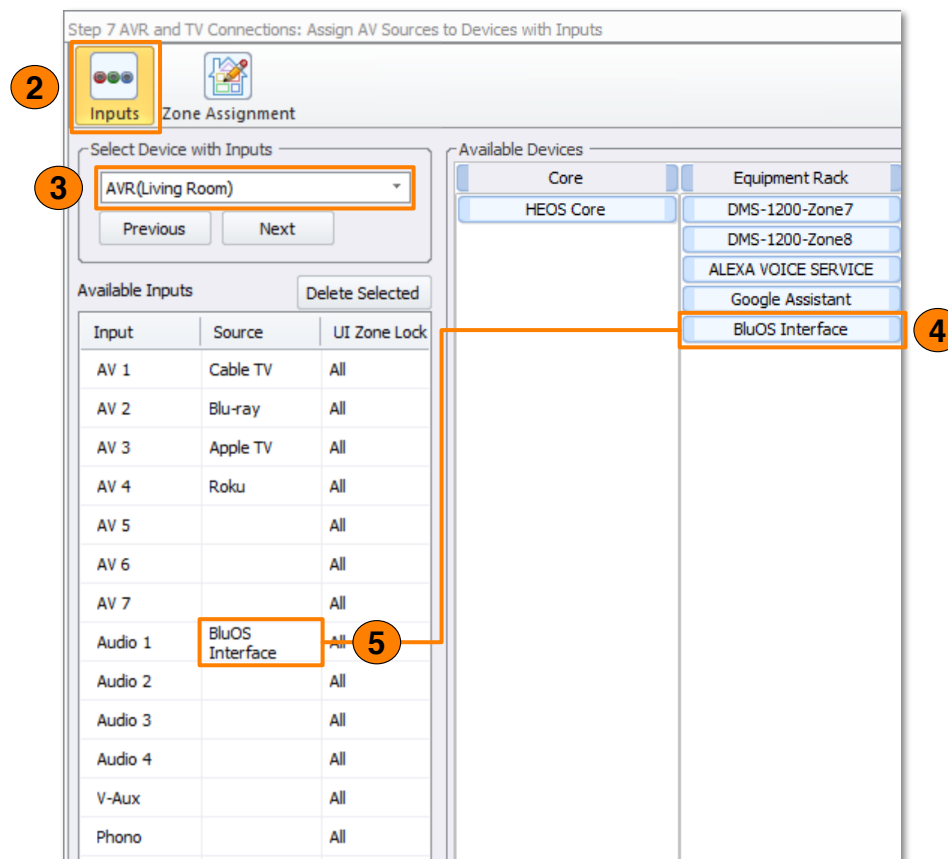 Step 7 AVR and TV Connections: Assign AV Sources to Devices with Inputs
2
Inputs
Zone Assignment
Select Device with Inputs
3
AVR(Living Room)
Previous
Next
Available Inputs
Delete Selected
Input Source UI Zone Lock
AV 1 Cable TV All
AV 2 Blu-ray All
AV 3 Apple TV All
AV 4 Roku All
AV 5 All
AV 6 All
AV 7 All
Audio 1 BluOS Interface All
5
Audio 2 All
Audio 3 All
Audio 4 All
V-Aux All
Phono All
Available Devices
Core
HEOS Core
Equipment Rack
DMS-1200-Zone7
DMS-1200-Zone8
ALEXA VOICE SERVICE
Google Assistant
BluOS Interface
4